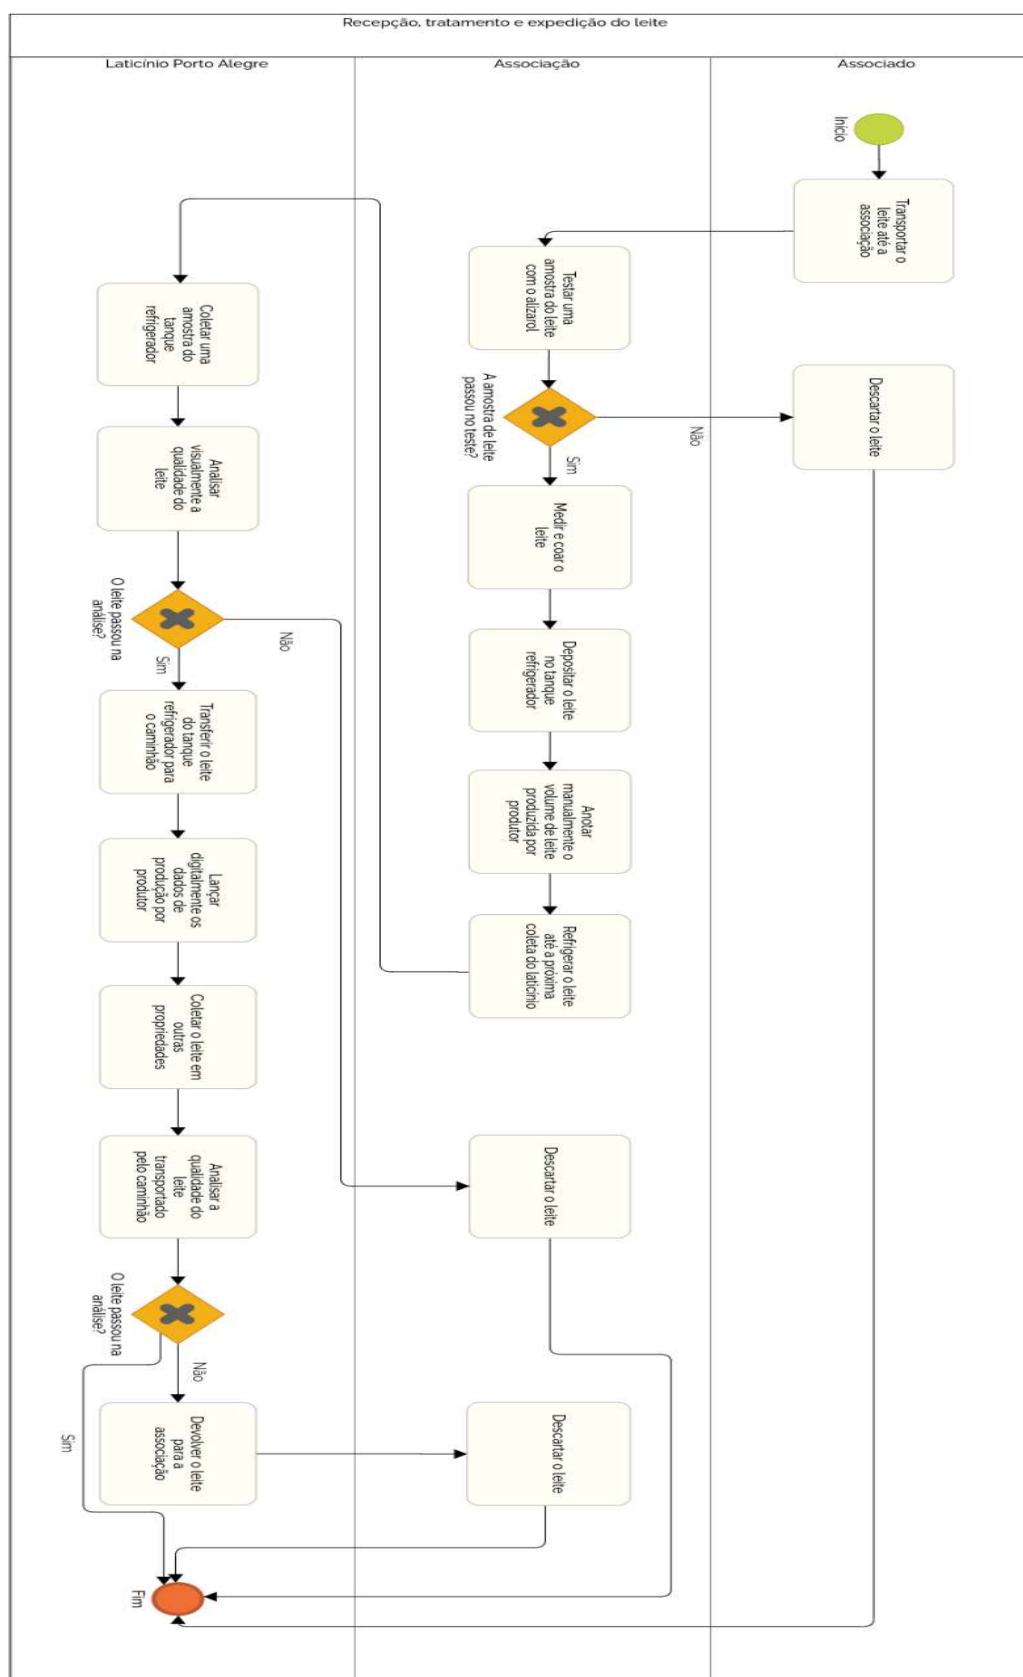 Recepção, tratamento e expedição do leite
Laticínio Porto Alegre
Associação
Associado
Início
Transportar o
leite até a
associação
Testar uma
amostra do leite
com o alizarol
A amostra de leite
passou no teste?
Não
Descartar o leite
Sim
Medir e coar o
leite
Depositar o leite
no tanque
refrigerador
Anotar
manualmente o
volume de leite
produzida por
produtor
Refrigerar o leite
até a próxima
coleta do laticínio
Coletar uma
amostra do
tanque
refrigerador
Analisar
visualmente a
qualidade do
leite
O leite passou na
análise?
Não
Descartar o leite
Sim
Transferir o leite
do tanque
refrigerador para
o caminhão
Lançar
digitalmente os
dados de
produção por
produtor
Coletar o leite em
outras
propriedades
Analisar a
qualidade do
leite
transportado
pelo caminhão
O leite passou na
análise?
Não
Devolver o leite
para a
associação
Descartar o leite
Sim
Fim